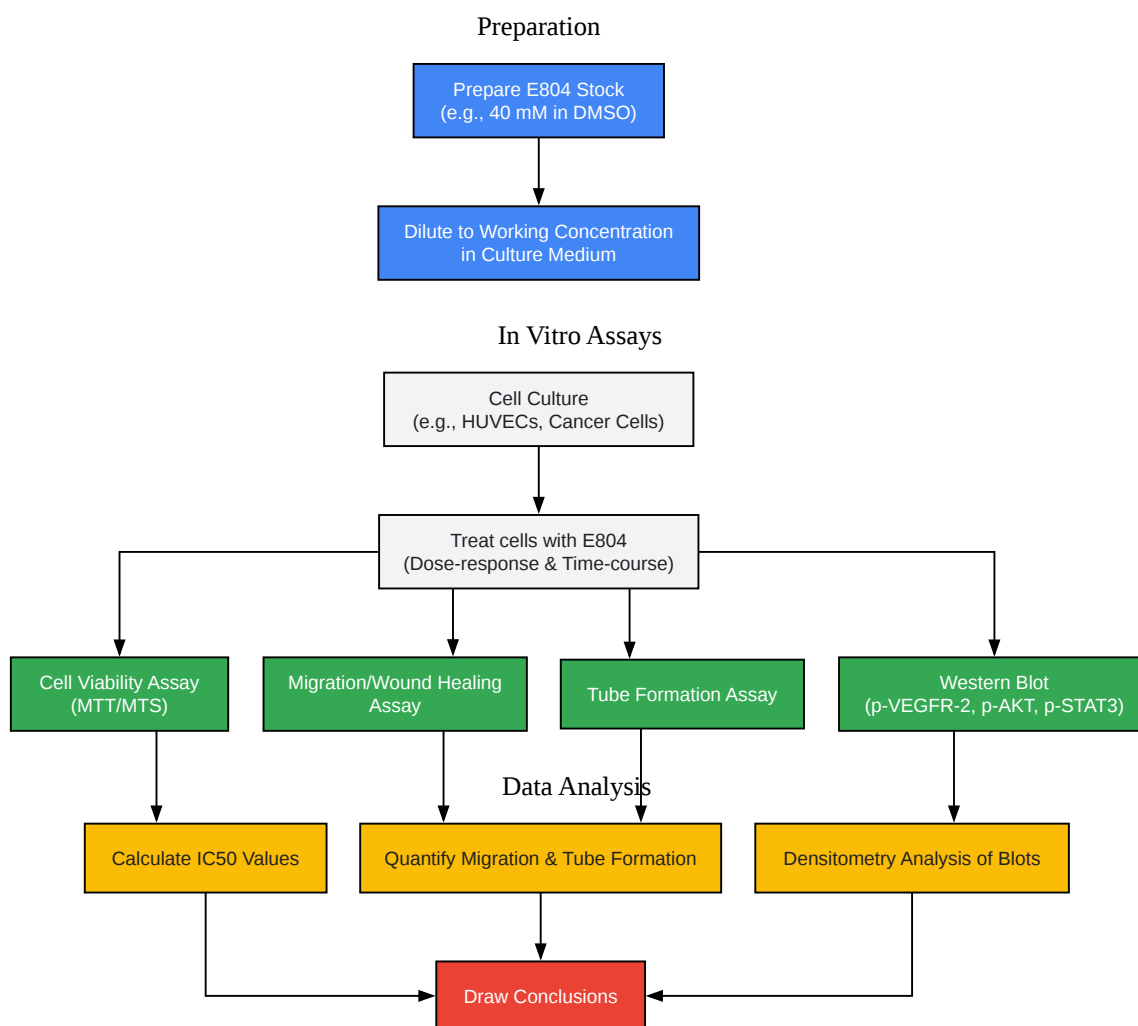 Preparation
Prepare E804 Stock
(e.g., 40 mM in DMSO)
Dilute to Working Concentration
in Culture Medium
In Vitro Assays
Cell Culture
(e.g., HUVECs, Cancer Cells)
Treat cells with E804
(Dose-response & Time-course)
Cell Viability Assay
(MTT/MTS)
Migration/Wound Healing
Assay
Tube Formation Assay
Western Blot
(p-VEGFR-2, p-AKT, p-STAT3)
Data Analysis
Calculate IC50 Values
Quantify Migration & Tube Formation
Densitometry Analysis of Blots
Draw Conclusions